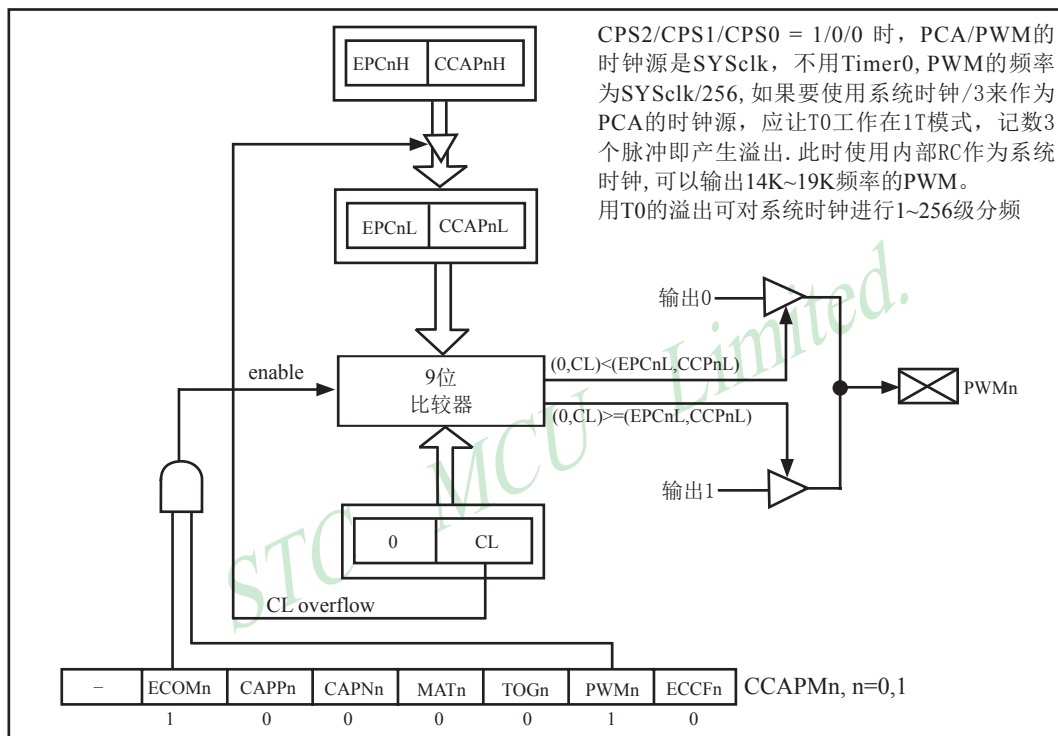 CPS2/CPS1/CPS0 = 1/0/0 时，PCA/PWM的
时钟源是SYSclk，不用Timer0, PWM的频率
为SYSclk/256, 如果要使用系统时钟/3来作为
PCA的时钟源，应让T0工作在1T模式，记数3
个脉冲即产生溢出. 此时使用内部RC作为系统
时钟, 可以输出14K~19K频率的PWM。
用T0的溢出可对系统时钟进行1~256级分频
EPCnH CCAPnH
EPCnL CCAPnL
输出0
enable
9位
比较器
(0,CL)<(EPCnL,CCPnL)
(0,CL)>=(EPCnL,CCPnL)
PWMn
输出1
0 CL
CL overflow
STC MCU Limited.
– ECOMn CAPPn CAPNn MATn TOGn PWMn ECCFn CCAPMn, n=0,1
1 0 0 0 0 1 0